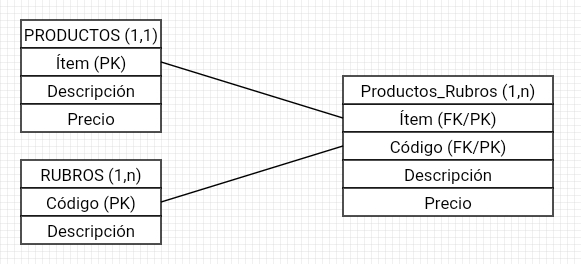 PRODUCTOS (1,1)
Ítem (PK)
Descripción
Precio
RUBROS (1,n)
Código (PK)
Descripción
Productos_Rubros (1,n)
Ítem (FK/PK)
Código (FK/PK)
Descripción
Precio